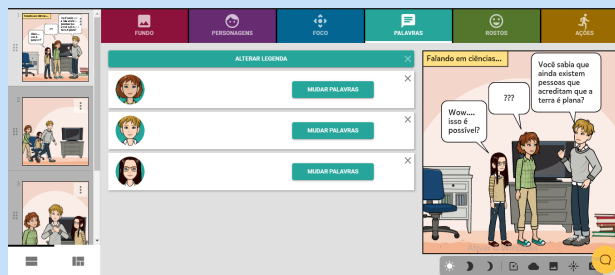 FUNDO
PERSONAGENS
FOCO
PALAVRAS
ROSTOS
AÇÕES
ALTERAR LEGENDA
MUDAR PALAVRAS
MUDAR PALAVRAS
MUDAR PALAVRAS
Falando em ciências...
Você sabia que
ainda existem
pessoas que
acreditam que a
terra é plana?
???
Wow....
isso é
possível?